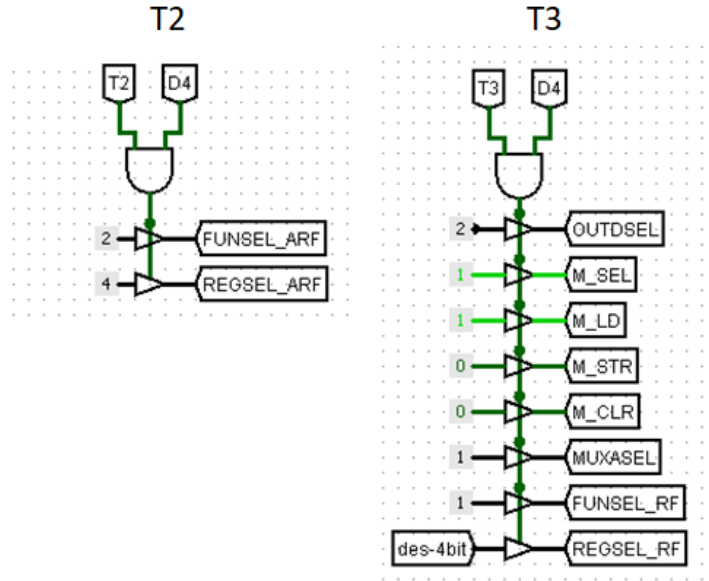 T2
T3
T2 D4
T3 D4
2 FUNSEL_ARF
4 REGSEL_ARF
2 OUTDSEL
1 M_SEL
1 M_LD
0 M_STR
0 M_CLR
1 MUXASEL
1 FUNSEL_RF
des-4bit REGSEL_RF